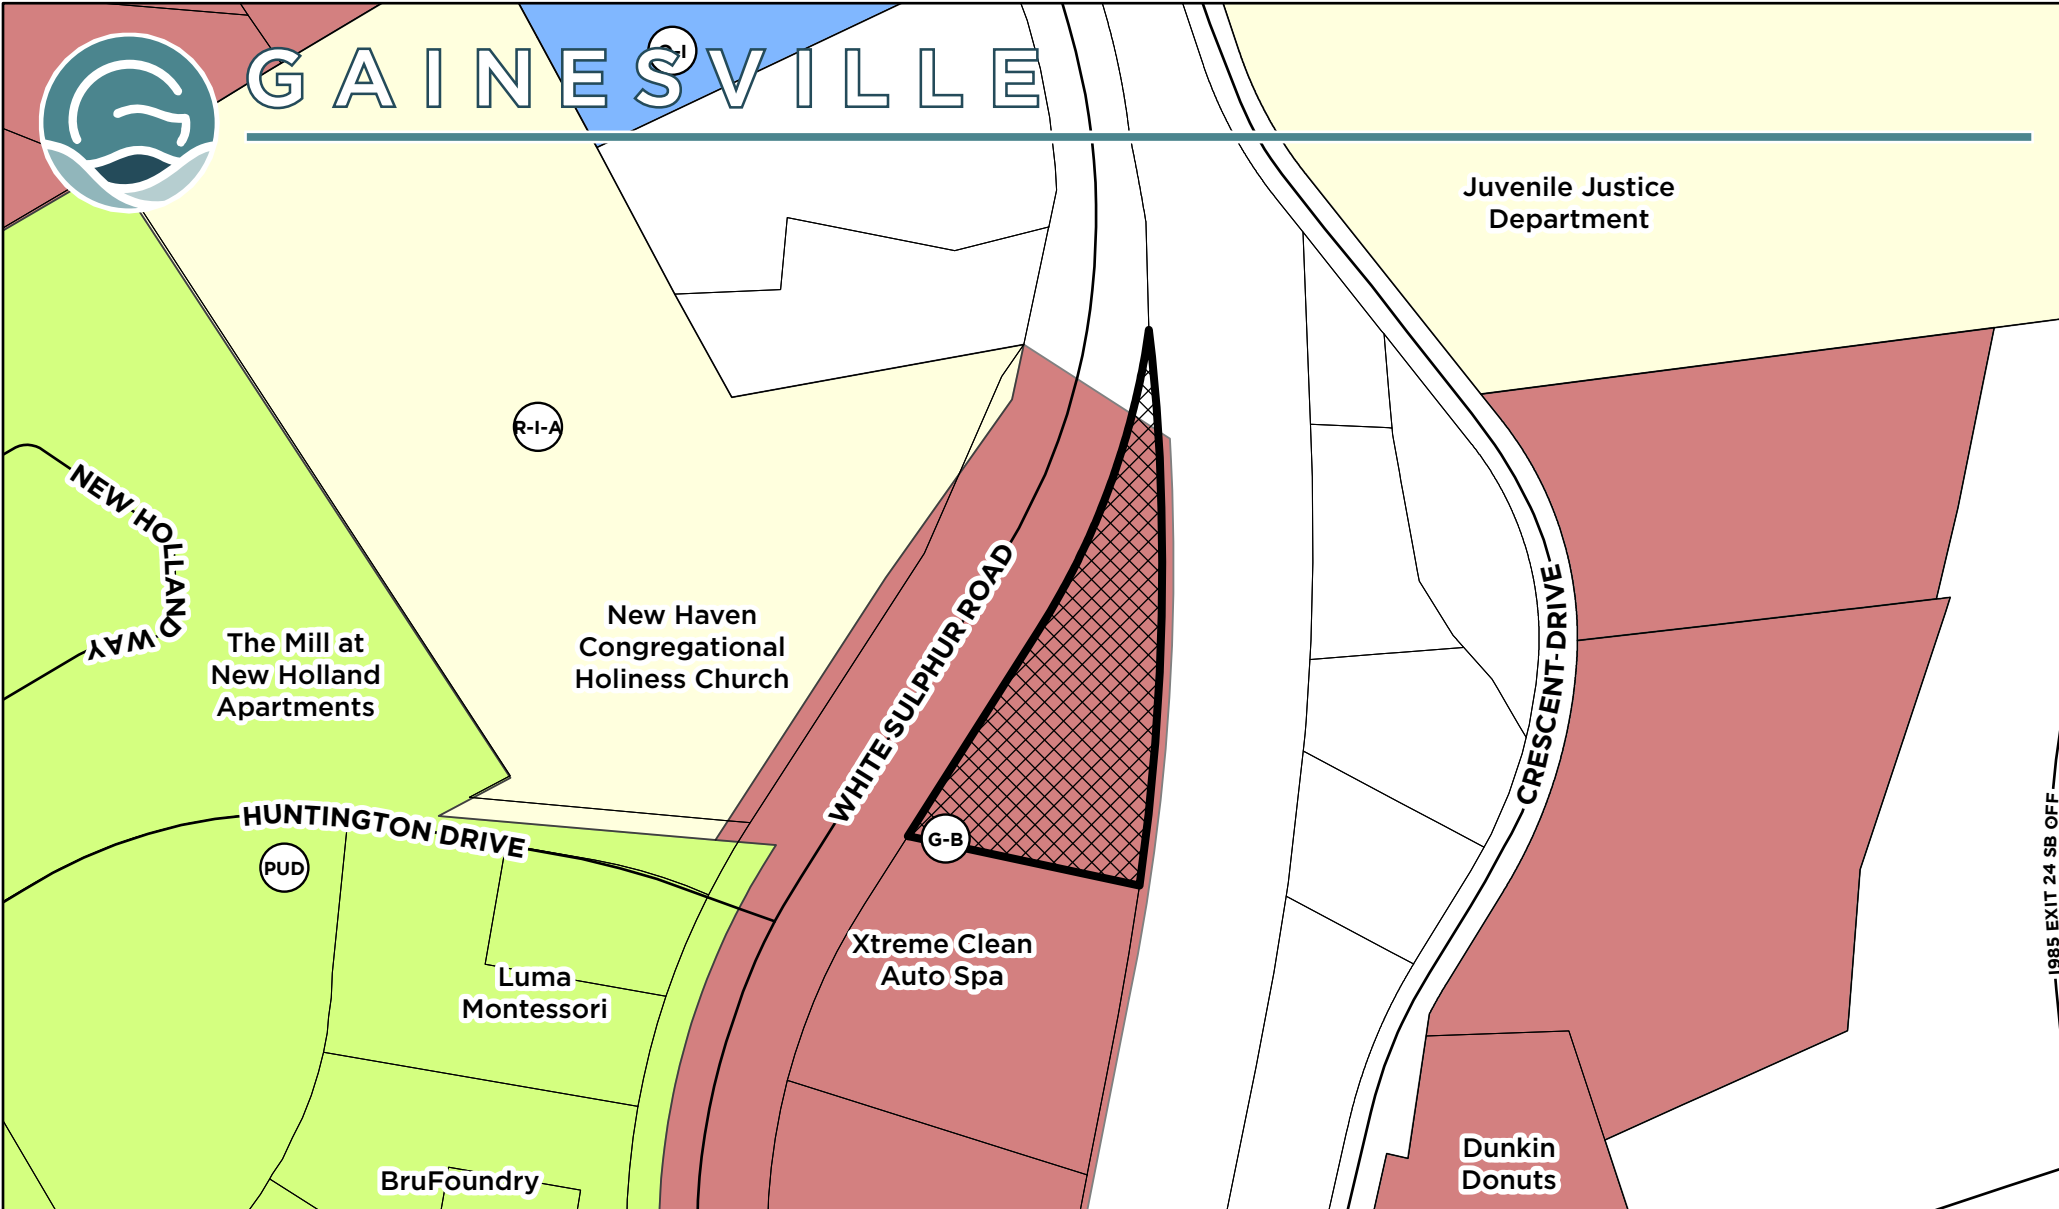 GAINESVILLE
Juvenile Justice
Department
R-I-A
NEW HOLLAND WAY
The Mill at
New Holland
Apartments
New Haven
Congregational
Holiness Church
WHITE SULPHUR ROAD
CRESCENT DRIVE
HUNTINGTON DRIVE
PUD
G-B
Xtreme Clean
Auto Spa
Luma
Montessori
BruFoundry
Dunkin
Donuts
I985 EXIT 24 SB OFF